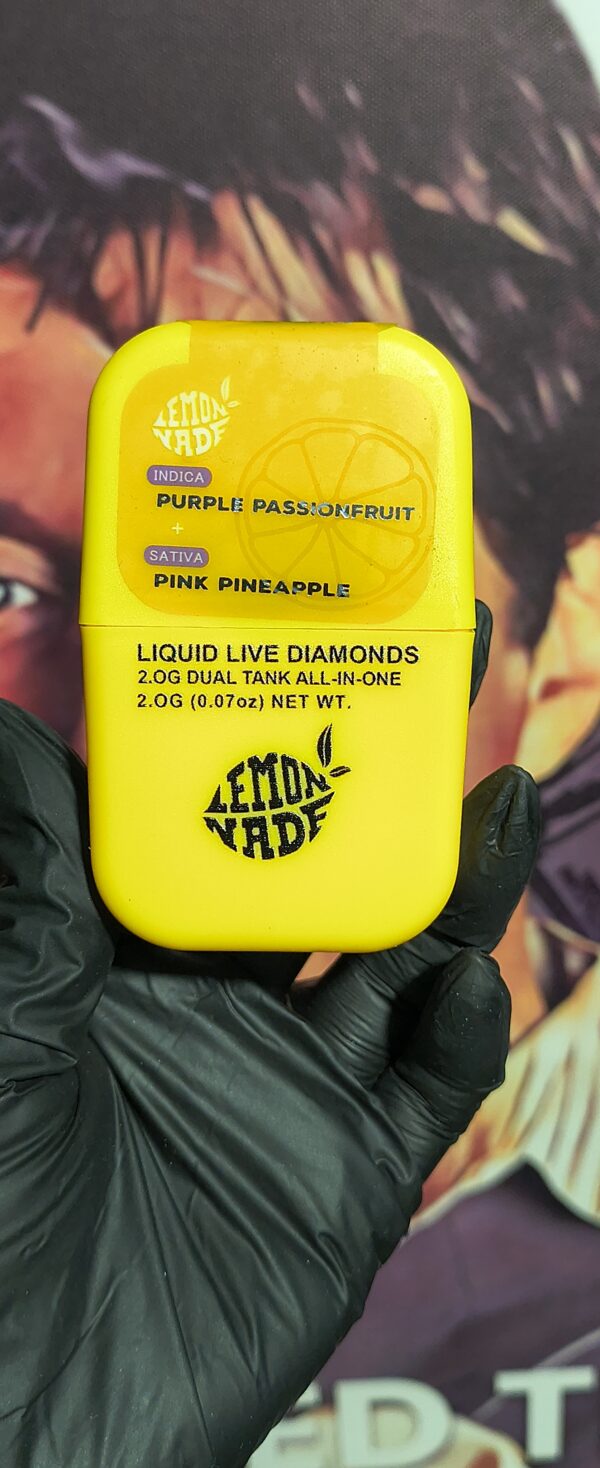 LEMON
NADE
INDICA
PURPLE PASSIONFRUIT
+
SATIVA
PINK PINEAPPLE
LIQUID LIVE DIAMONDS
2.0G DUAL TANK ALL-IN-ONE
2.0G (0.07oz) NET WT.
LEMON
NADE
ED T